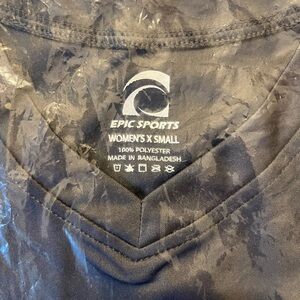 EPIC SPORTS
WOMEN'S X SMALL
100% POLYESTER
MADE IN BANGLADESH